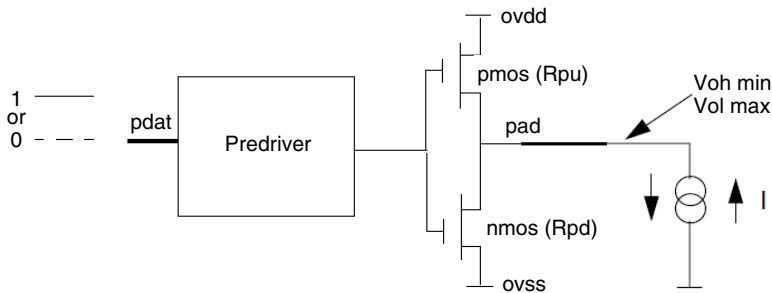 ovdd
pmos (Rpu)
Voh min
Vol max
1
or
0
pdat
Predriver
pad
nmos (Rpd)
I
ovss